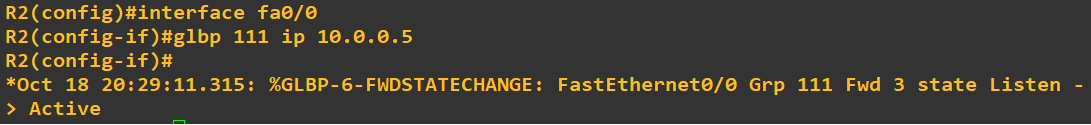 R2(config)#interface fa0/0
R2(config-if)#glbp 111 ip 10.0.0.5
R2(config-if)#
*Oct 18 20:29:11.315: %GLBP-6-FWDSTATECHANGE: FastEthernet0/0 Grp 111 Fwd 3 state Listen -
> Active